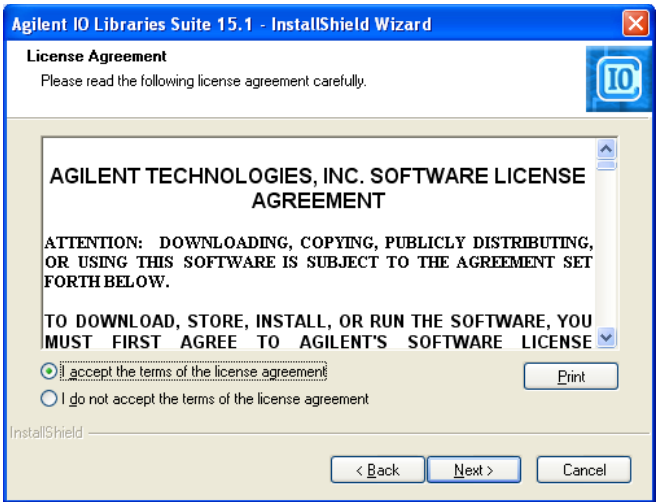 Agilent IO Libraries Suite 15.1 - InstallShield Wizard
License Agreement
Please read the following license agreement carefully.
IO
AGILENT TECHNOLOGIES, INC. SOFTWARE LICENSE
AGREEMENT
ATTENTION: DOWNLOADING, COPYING, PUBLICLY DISTRIBUTING,
OR USING THIS SOFTWARE IS SUBJECT TO THE AGREEMENT SET
FORTH BELOW.
TO DOWNLOAD, STORE, INSTALL, OR RUN THE SOFTWARE, YOU
MUST FIRST AGREE TO AGILENT'S SOFTWARE LICENSE
I accept the terms of the license agreement
Print
I do not accept the terms of the license agreement
InstallShield
< Back
Next >
Cancel